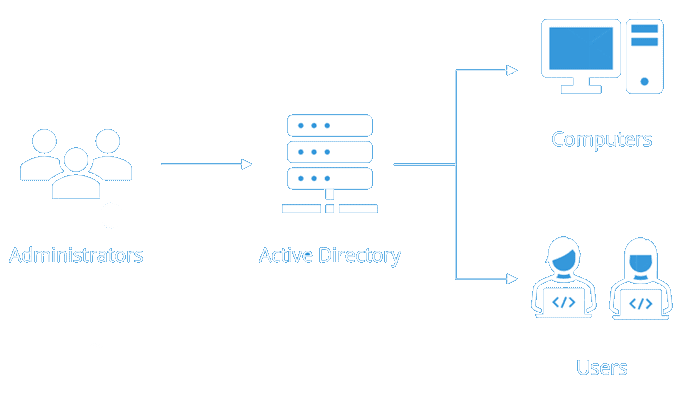 Computers
Administrators
Active Directory
</>
</>
Users